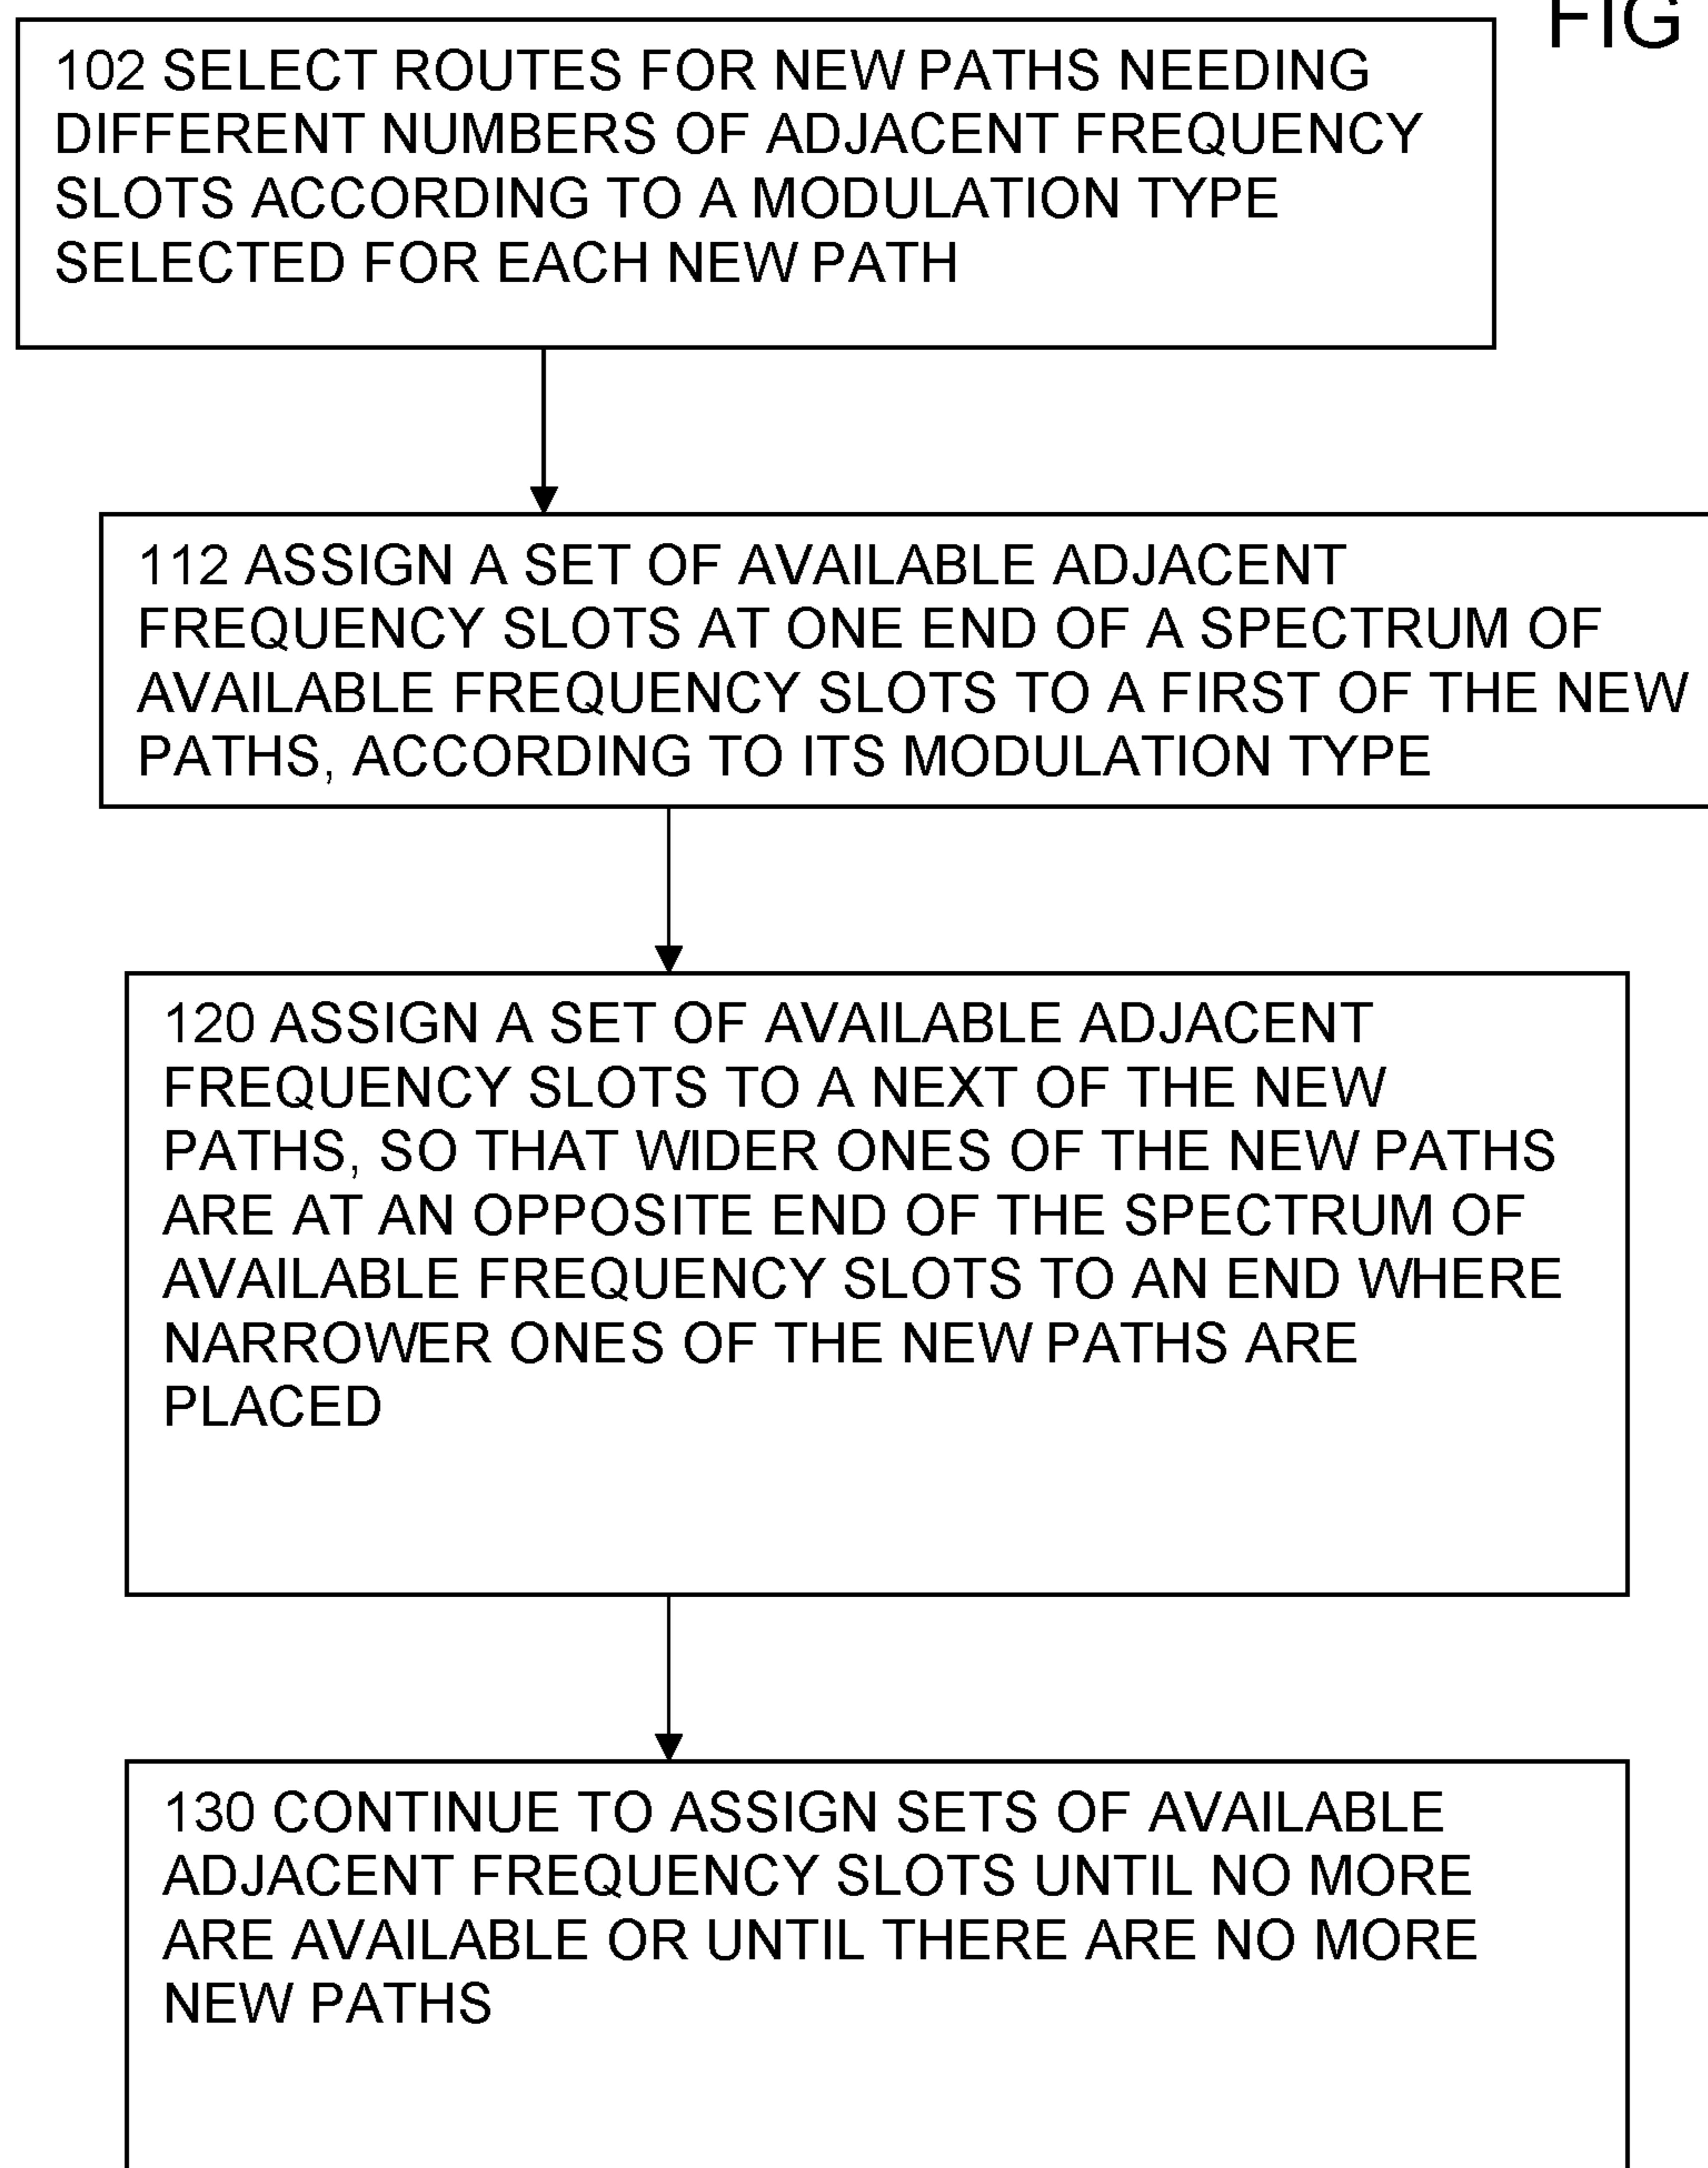 FIG
102 SELECT ROUTES FOR NEW PATHS NEEDING
DIFFERENT NUMBERS OF ADJACENT FREQUENCY
SLOTS ACCORDING TO A MODULATION TYPE
SELECTED FOR EACH NEW PATH
112 ASSIGN A SET OF AVAILABLE ADJACENT
FREQUENCY SLOTS AT ONE END OF A SPECTRUM OF
AVAILABLE FREQUENCY SLOTS TO A FIRST OF THE NEW
PATHS, ACCORDING TO ITS MODULATION TYPE
120 ASSIGN A SET OF AVAILABLE ADJACENT
FREQUENCY SLOTS TO A NEXT OF THE NEW
PATHS, SO THAT WIDER ONES OF THE NEW PATHS
ARE AT AN OPPOSITE END OF THE SPECTRUM OF
AVAILABLE FREQUENCY SLOTS TO AN END WHERE
NARROWER ONES OF THE NEW PATHS ARE
PLACED
130 CONTINUE TO ASSIGN SETS OF AVAILABLE
ADJACENT FREQUENCY SLOTS UNTIL NO MORE
ARE AVAILABLE OR UNTIL THERE ARE NO MORE
NEW PATHS